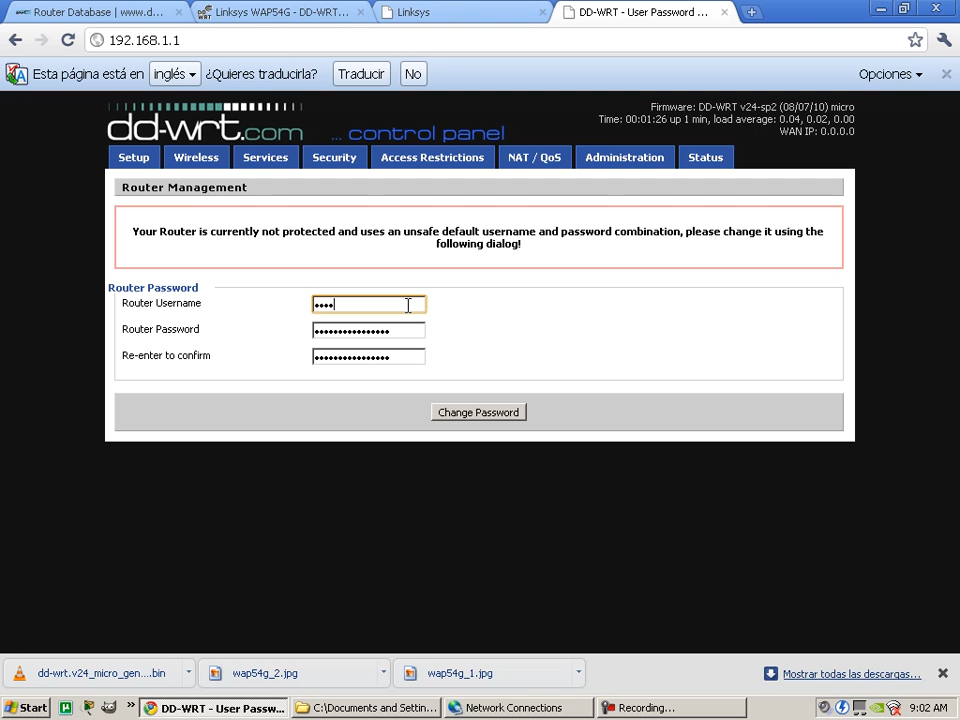 Router Database | www.d...
Linksys WAP54G - DD-WRT...
Linksys
DD-WRT - User Password ...
192.168.1.1
Esta página está en inglés ¿Quieres traducirla? Traducir No Opciones
dd-wrt.com ... control panel
Firmware: DD-WRT v24-sp2 (08/07/10) micro
Time: 00:01:26 up 1 min, load average: 0.04, 0.02, 0.00
WAN IP: 0.0.0.0
Setup Wireless Services Security Access Restrictions NAT / QoS Administration Status
Router Management
Your Router is currently not protected and uses an unsafe default username and password combination, please change it using the
following dialog!
Router Password
Router Username ••••
Router Password ••••••••••••••••
Re-enter to confirm ••••••••••••••••
Change Password
dd-wrt.v24_micro_gen....bin
wap54g_2.jpg
wap54g_1.jpg
Mostrar todas las descargas...
Start
DD-WRT - User Passw...
C:\Documents and Settin...
Network Connections
Recording...
9:02 AM